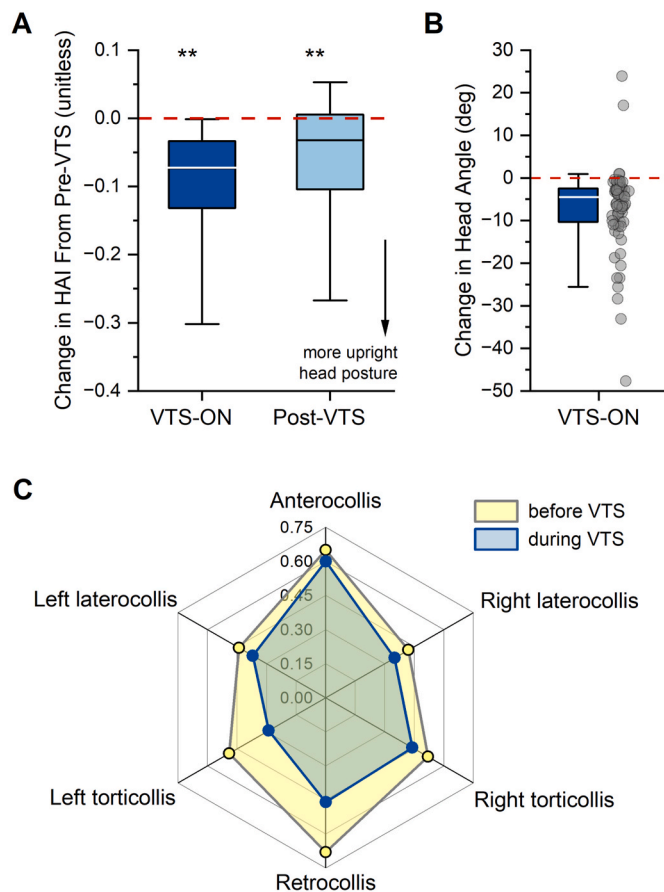 A
Change in HAI From Pre-VTS (unitless)
0.1
0.0
−0.1
−0.2
−0.3
−0.4
**
**
more upright
head posture
VTS-ON
Post-VTS
B
Change in Head Angle (deg)
30
20
10
0
−10
−20
−30
−40
−50
VTS-ON
C
before VTS
during VTS
Anterocollis
Right laterocollis
Right torticollis
Retrocollis
Left torticollis
Left laterocollis
0.75
0.60
0.45
0.30
0.15
0.00